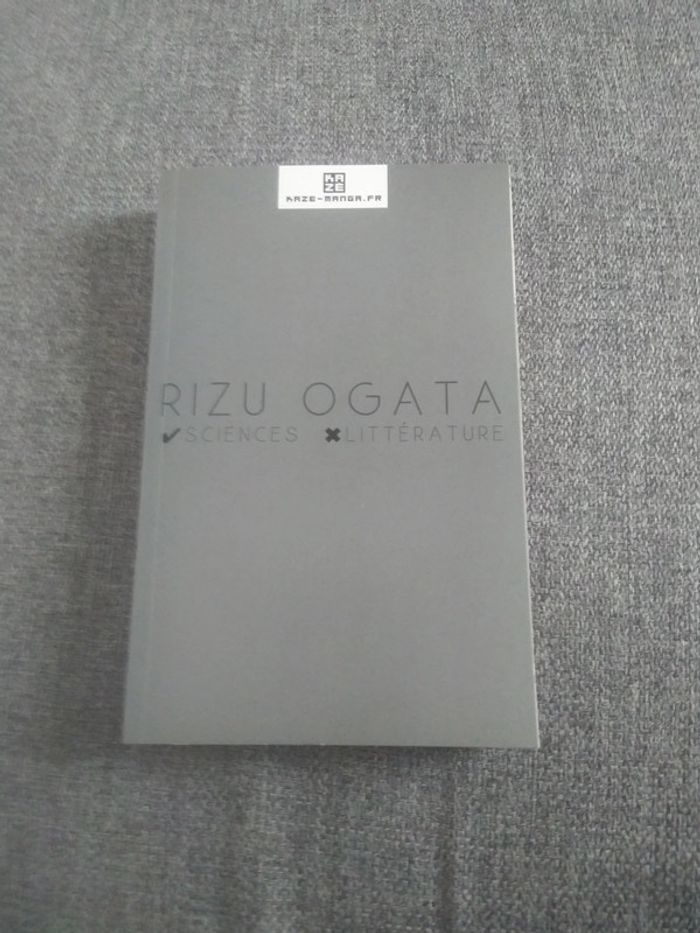 KA
ZE
KAZE-MANGA.FR
RIZU OGATA
✔SCIENCES ✖LITTÉRATURE